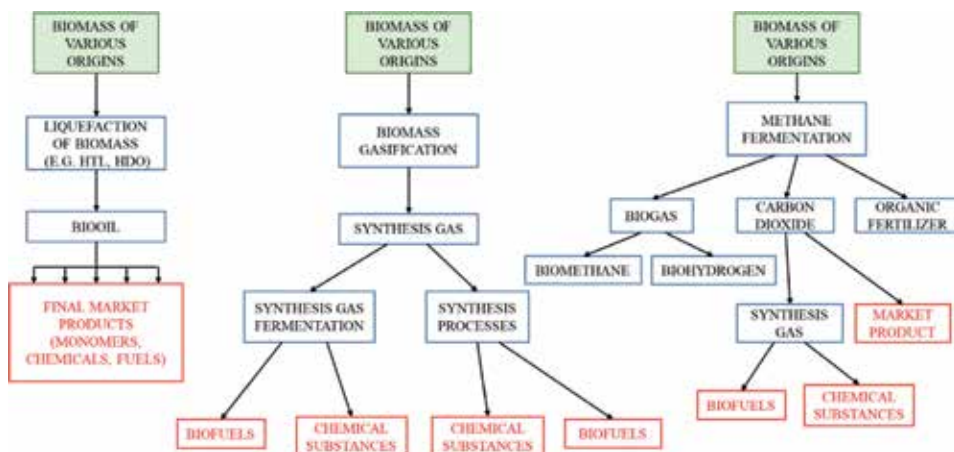 BIOMASS OF
VARIOUS
ORIGINS
LIQUEFACTION
OF BIOMASS
(E.G. HTL, HDO)
BIOOIL
FINAL MARKET
PRODUCTS
(MONOMERS,
CHEMICALS, FUELS)
BIOMASS OF
VARIOUS
ORIGINS
BIOMASS
GASIFICATION
SYNTHESIS GAS
SYNTHESIS GAS
FERMENTATION
SYNTHESIS
PROCESSES
BIOFUELS
CHEMICAL
SUBSTANCES
CHEMICAL
SUBSTANCES
BIOFUELS
BIOMASS OF
VARIOUS
ORIGINS
METHANE
FERMENTATION
BIOGAS
CARBON
DIOXIDE
ORGANIC
FERTILIZER
BIOMETHANE
BIOHYDROGEN
SYNTHESIS
GAS
MARKET
PRODUCT
BIOFUELS
CHEMICAL
SUBSTANCES